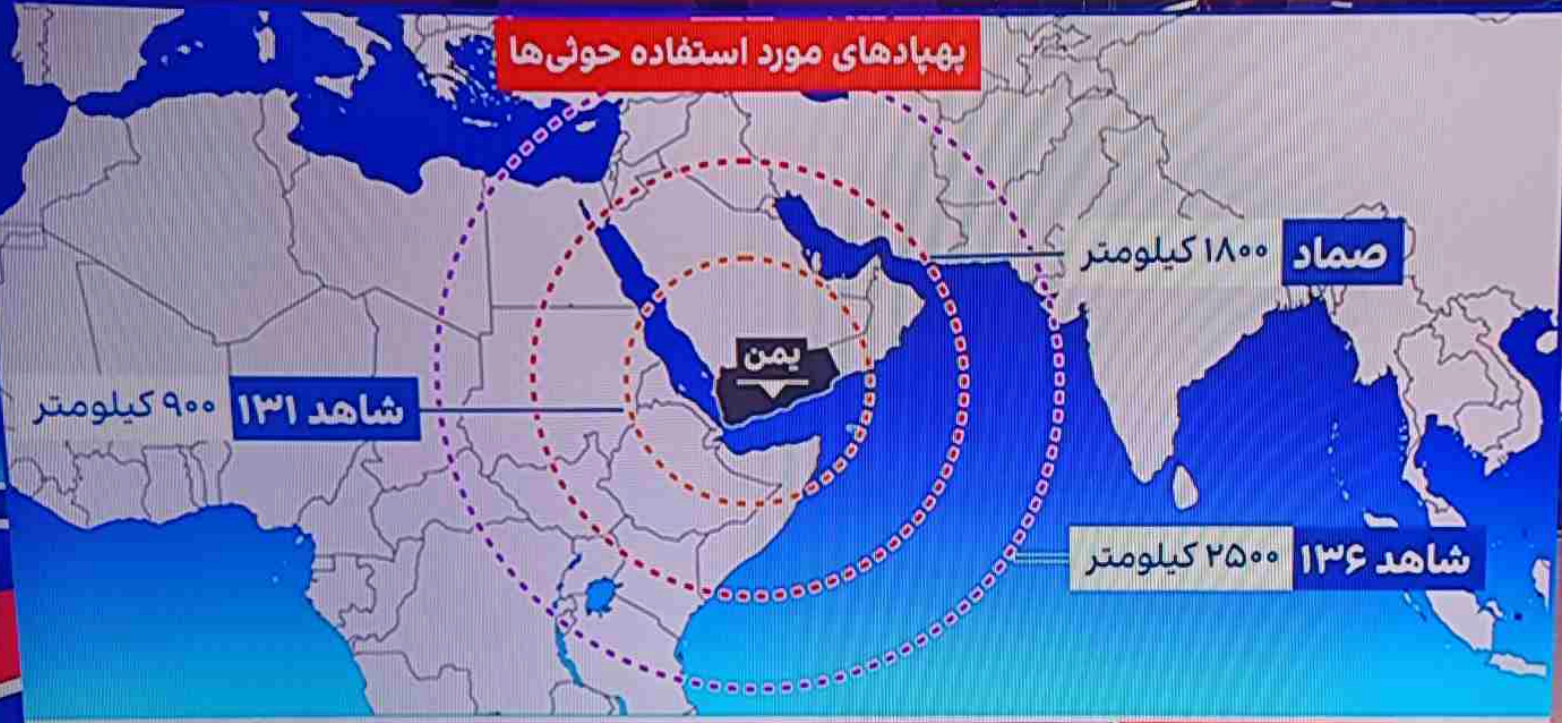 پهپادهای مورد استفاده حوثی‌ها
صماد ۱۸۰۰ کیلومتر
یمن
شاهد ۱۳۱ ۹۰۰ کیلومتر
شاهد ۱۳۶ ۲۵۰۰ کیلومتر